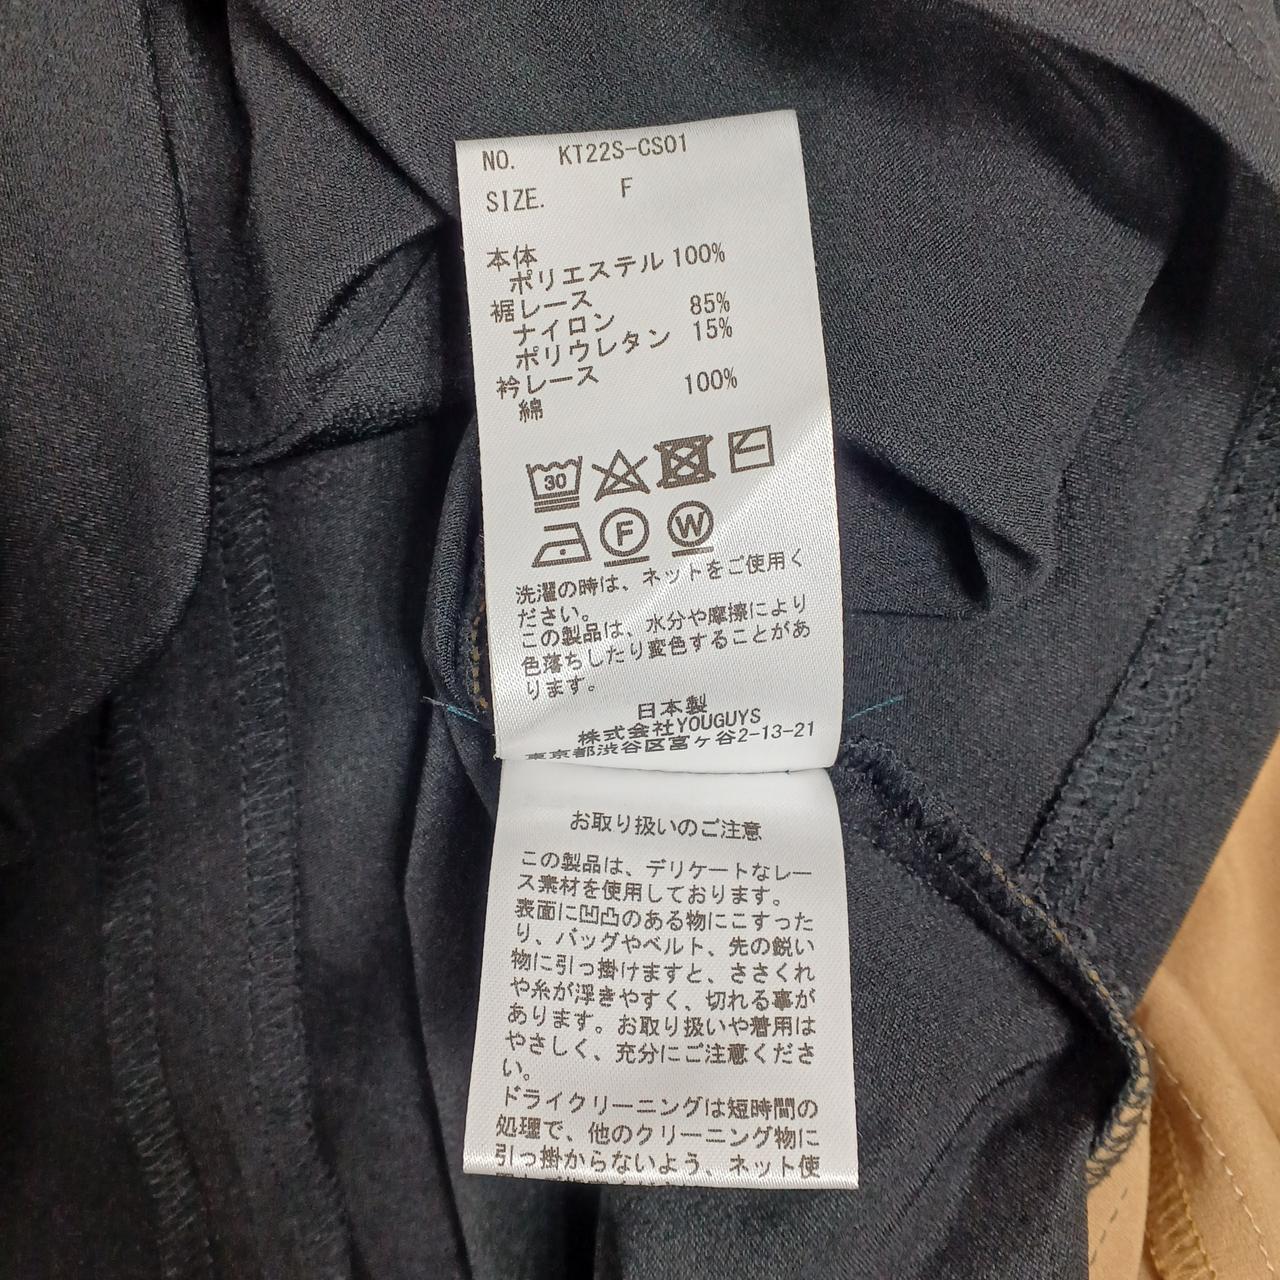 NO. KT22S-CS01
SIZE. F
本体
ポリエステル 100%
裾レース
ナイロン 85%
ポリウレタン 15%
衿レース
綿 100%
30
F W
洗濯の時は、ネットをご使用く
ださい。
この製品は、水分や摩擦により
色落ちしたり変色することがあ
ります。
日本製
株式会社YOUGUYS
東京都渋谷区宮ヶ谷2-13-21
お取り扱いのご注意
この製品は、デリケートなレー
ス素材を使用しております。
表面に凹凸のある物にこすった
り、バッグやベルト、先の鋭い
物に引っ掛けますと、ささくれ
や糸が浮きやすく、切れる事が
あります。お取り扱いや着用は
やさしく、充分にご注意くださ
い。
ドライクリーニングは短時間の
処理で、他のクリーニング物に
引っ掛からないよう、ネット使